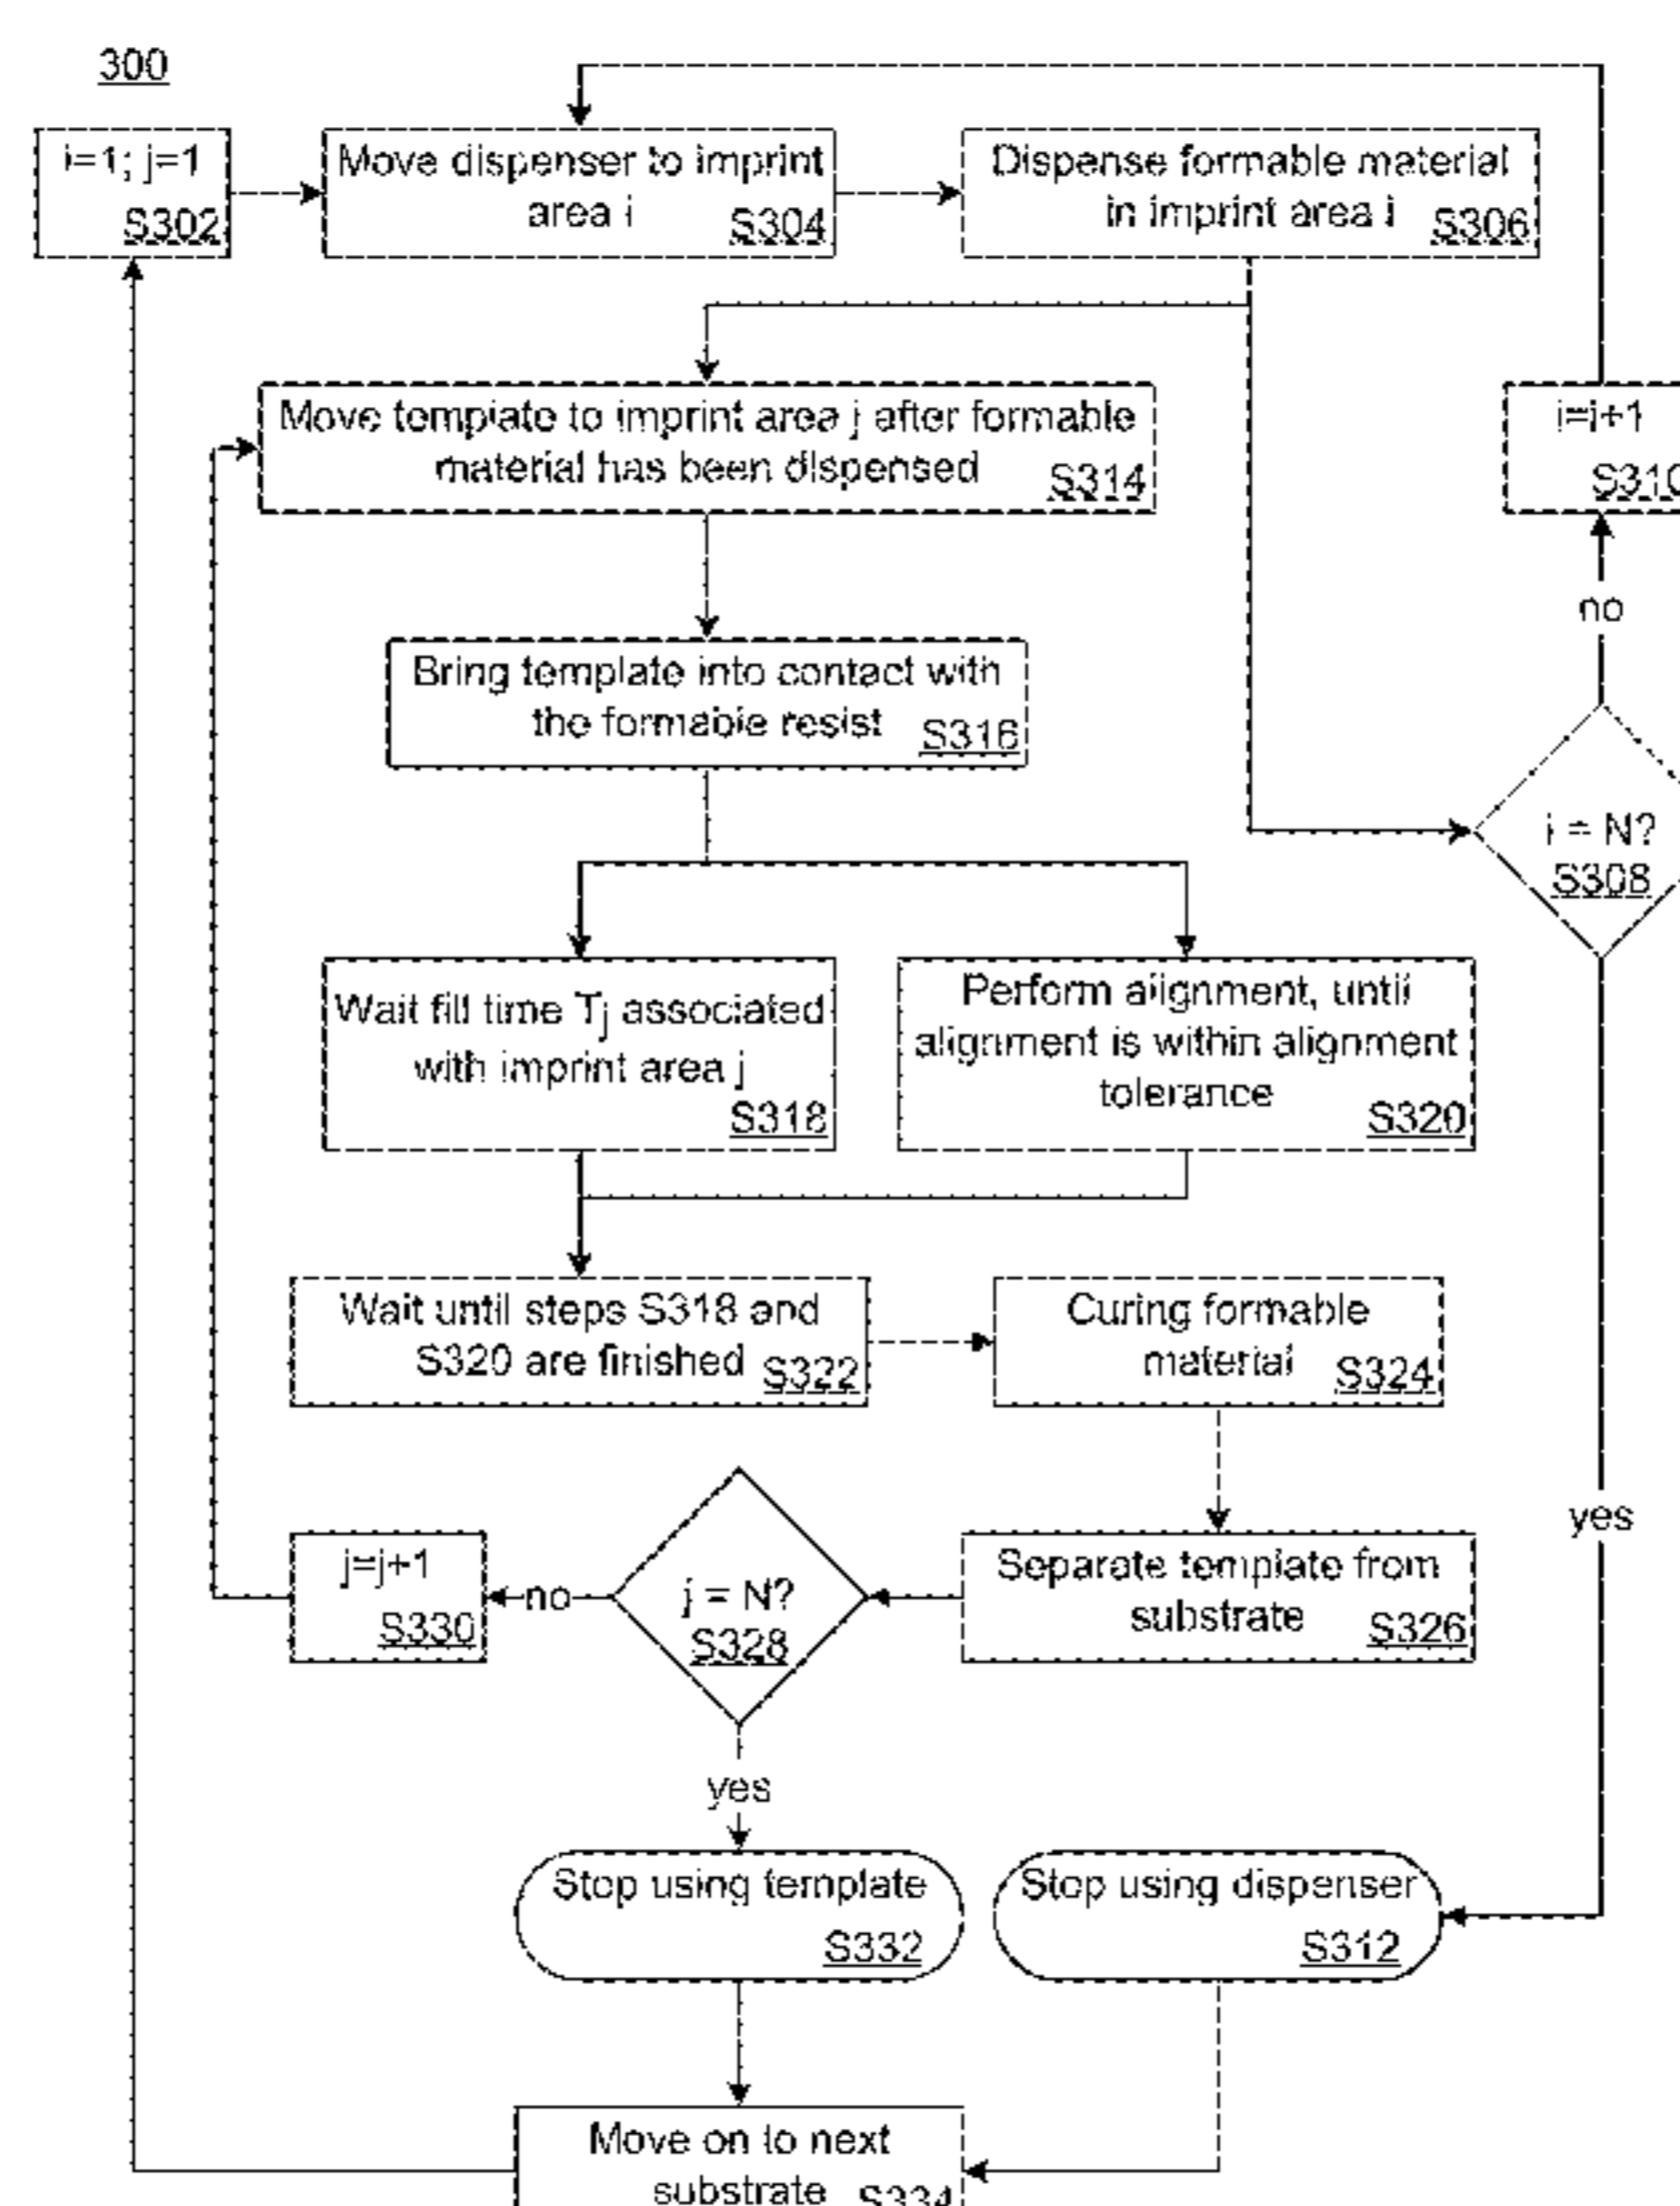 300
i=1; j=1
S302
Move dispenser to imprint
area i
S304
Dispense formable material
in imprint area i
S306
Move template to imprint area j after formable
material has been dispensed
S314
i=i+1
S310
no
Bring template into contact with
the formable resist
S316
i = N?
S308
Wait fill time Tj associated
with imprint area j
S318
Perform alignment, until
alignment is within alignment
tolerance
S320
Wait until steps S318 and
S320 are finished
S322
Curing formable
material
S324
yes
j=j+1
S330
no
j = N?
S328
Separate template from
substrate
S326
yes
Stop using template
S332
Stop using dispenser
S312
Move on to next
substrate
S334